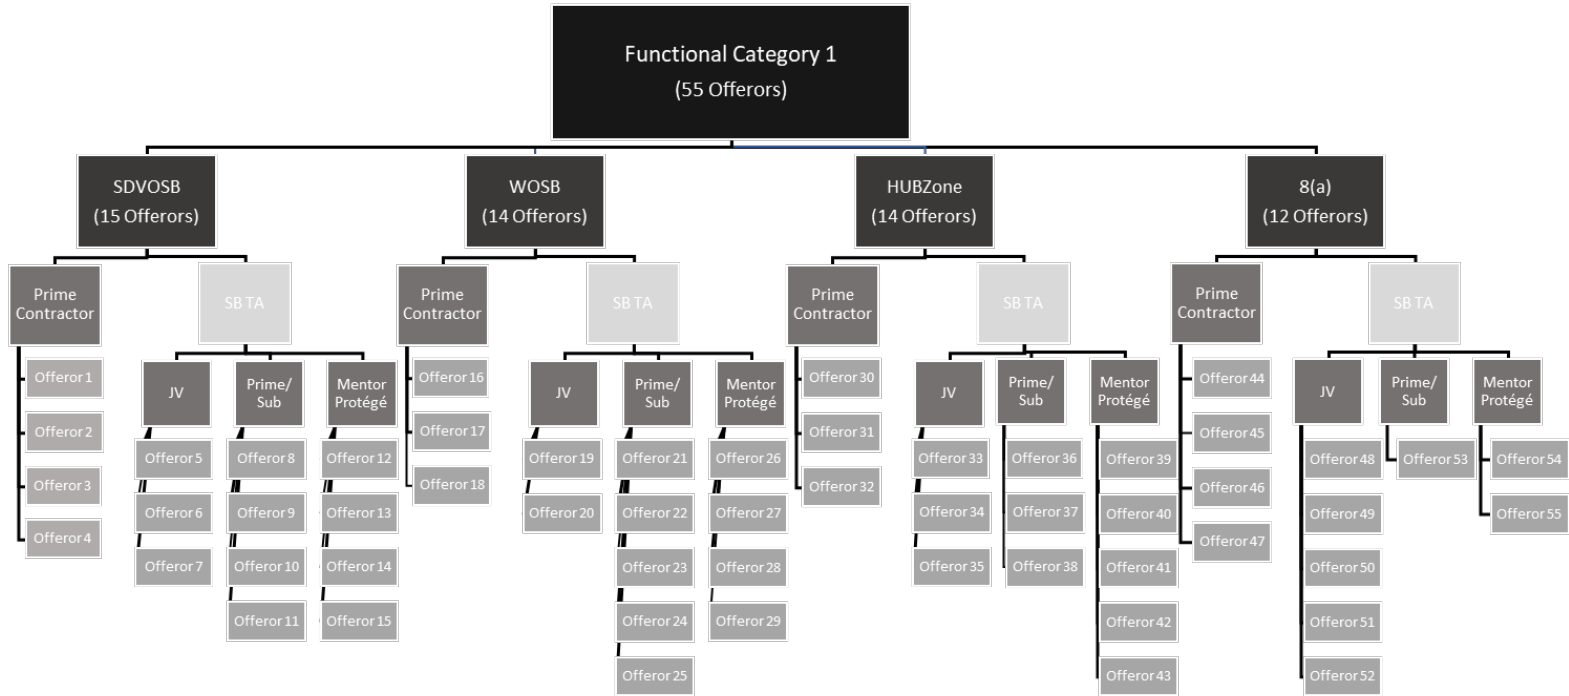 Functional Category 1
(55 Offerors)
SDVOSB
(15 Offerors)
WOSB
(14 Offerors)
HUBZone
(14 Offerors)
8(a)
(12 Offerors)
Prime
Contractor
SB TA
Offeror 1
Offeror 2
Offeror 3
Offeror 4
JV
Offeror 5
Offeror 6
Offeror 7
Prime/
Sub
Offeror 8
Offeror 9
Offeror 10
Offeror 11
Mentor
Protégé
Offeror 12
Offeror 13
Offeror 14
Offeror 15
Prime
Contractor
SB TA
Offeror 16
Offeror 17
Offeror 18
JV
Offeror 19
Offeror 20
Prime/
Sub
Offeror 21
Offeror 22
Offeror 23
Offeror 24
Offeror 25
Mentor
Protégé
Offeror 26
Offeror 27
Offeror 28
Offeror 29
Prime
Contractor
SB TA
Offeror 30
Offeror 31
Offeror 32
JV
Offeror 33
Offeror 34
Offeror 35
Prime/
Sub
Offeror 36
Offeror 37
Offeror 38
Mentor
Protégé
Offeror 39
Offeror 40
Offeror 41
Offeror 42
Offeror 43
Prime
Contractor
SB TA
Offeror 44
Offeror 45
Offeror 46
Offeror 47
JV
Offeror 48
Offeror 49
Offeror 50
Offeror 51
Offeror 52
Prime/
Sub
Offeror 53
Mentor
Protégé
Offeror 54
Offeror 55